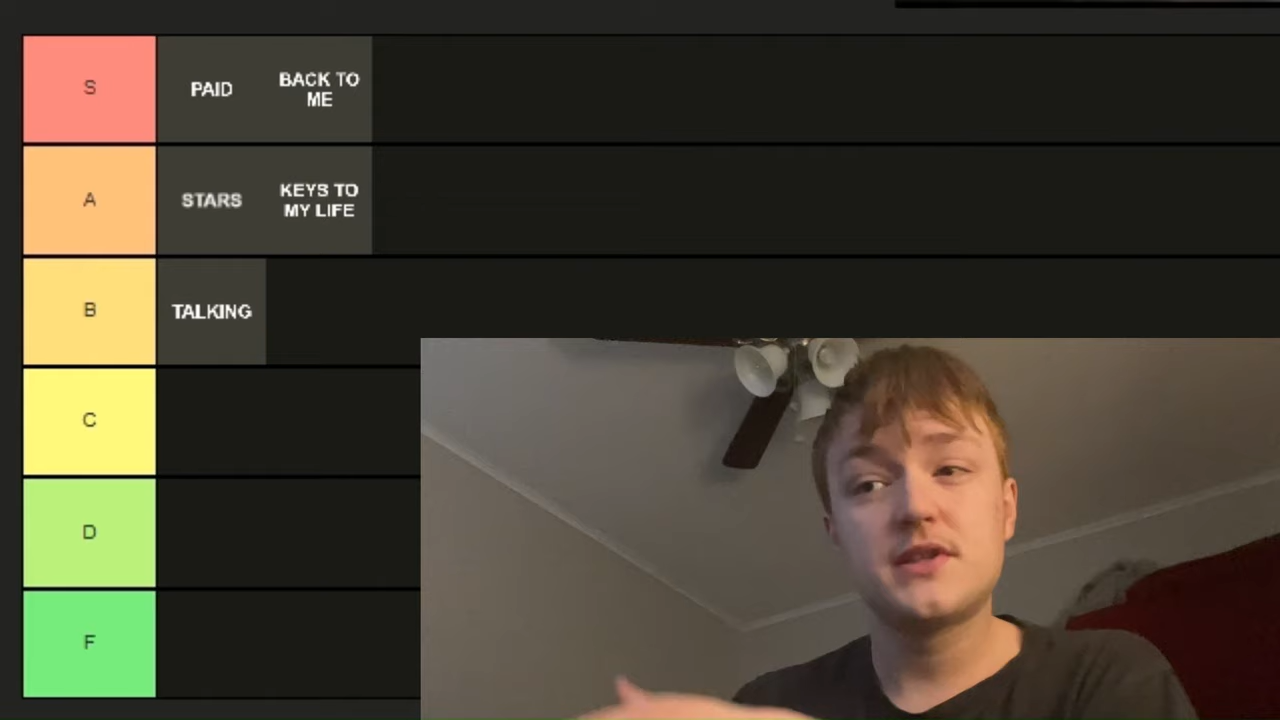 S
PAID
BACK TO
ME
A
STARS
KEYS TO
MY LIFE
B
TALKING
C
D
F